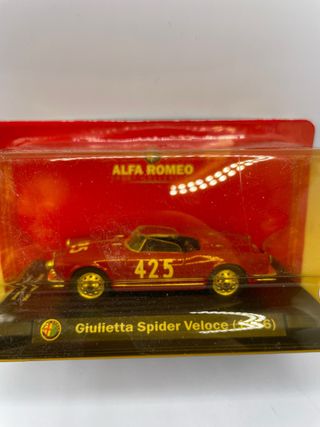 ALFA ROMEO
425
Giulietta Spider Veloce